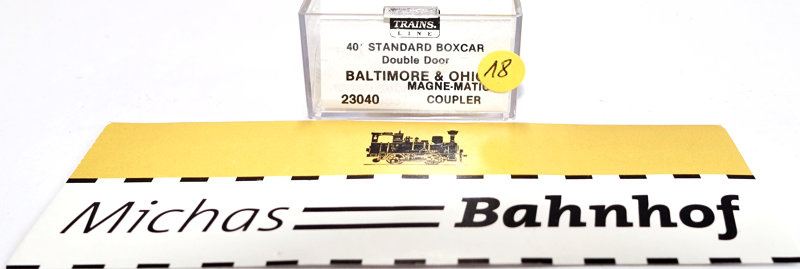 TRAINS.
LINE
40' STANDARD BOXCAR
Double Door
BALTIMORE & OHIO
MAGNE-MATIC
23040 COUPLER
18
Michas Bahnhof